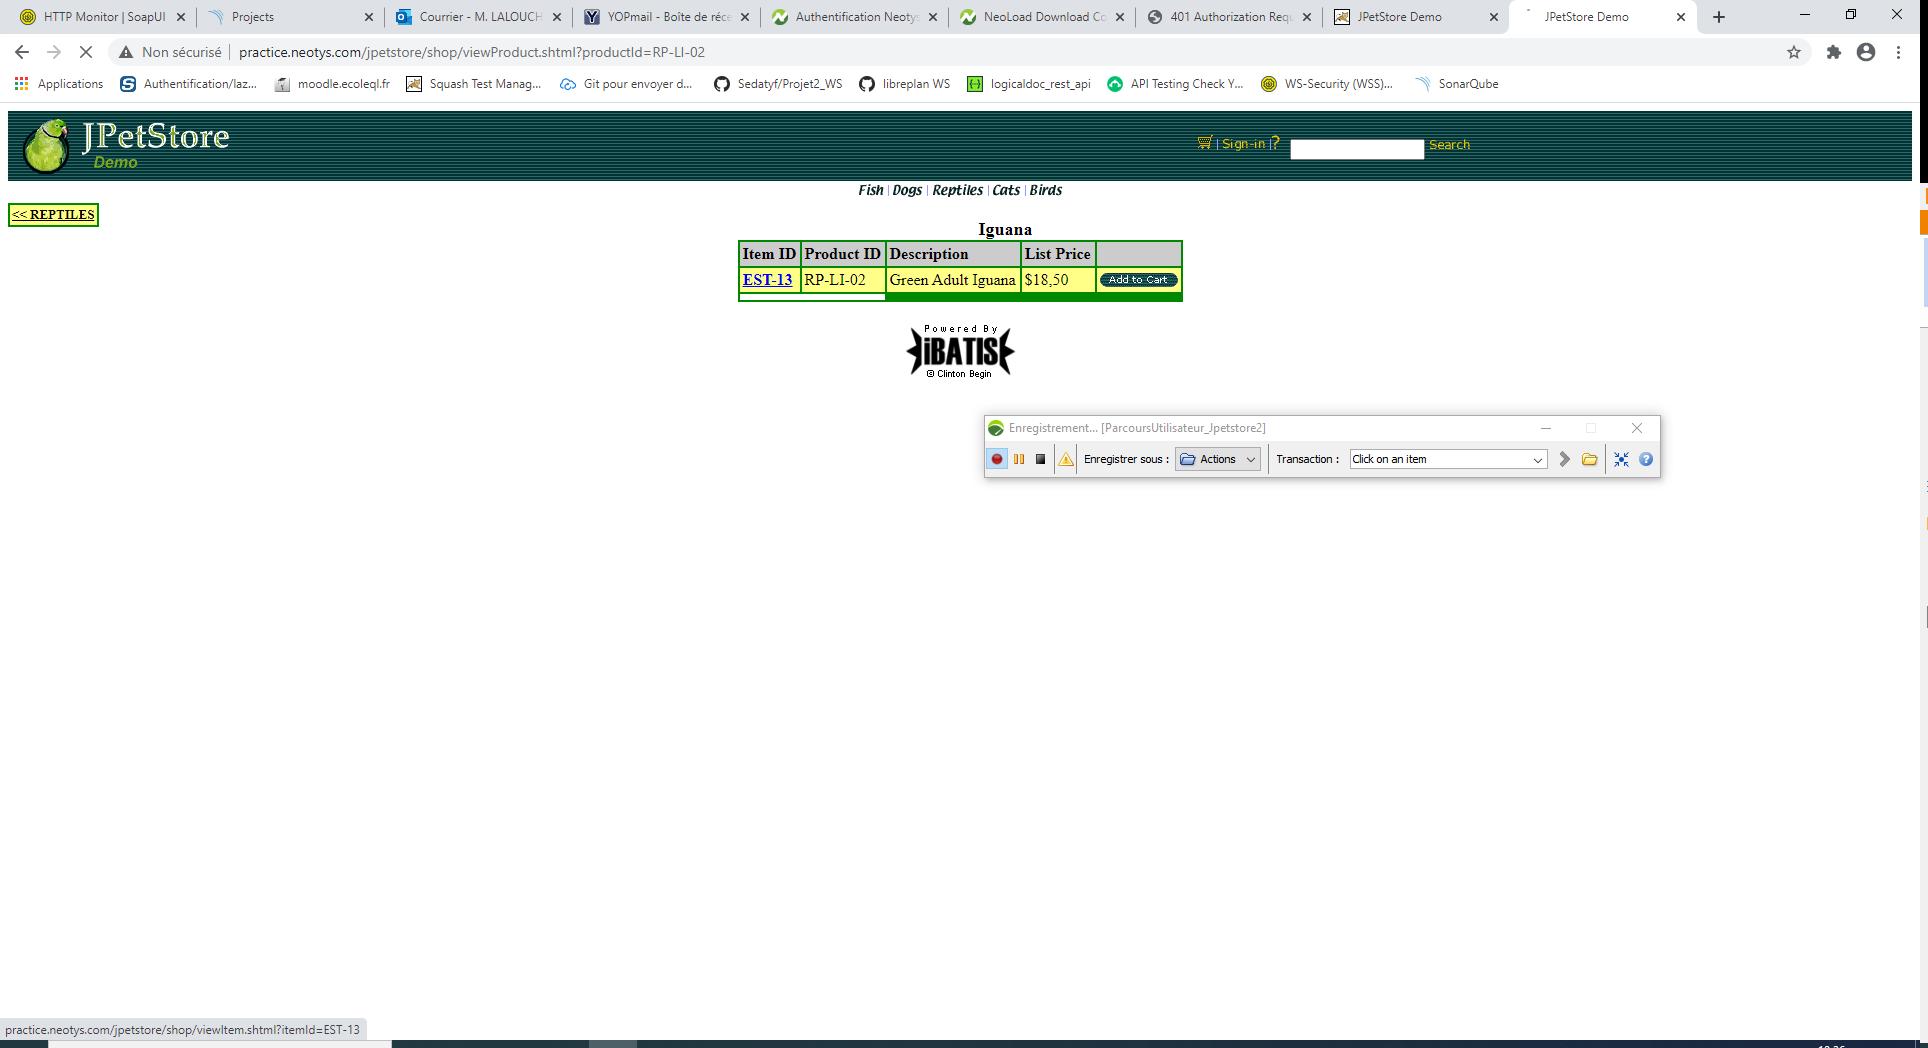 HTTP Monitor | SoapUI
Projects
Courrier - M. LALOUCH
YOPmail - Boîte de réce
Authentification Neotys
NeoLoad Download Co
401 Authorization Requ
JPetStore Demo
JPetStore Demo
Non sécurisé practice.neotys.com/jpetstore/shop/viewProduct.shtml?productId=RP-LI-02
Applications Authentification/laz... moodle.ecoleql.fr Squash Test Manag... Git pour envoyer d... Sedatyf/Projet2_WS libreplan WS logicaldoc_rest_api API Testing Check Y... WS-Security (WSS)... SonarQube
JPetStore
Demo
| Sign-in | ? Search
Fish | Dogs | Reptiles | Cats | Birds
<< REPTILES
Iguana
Item ID Product ID Description List Price
EST-13 RP-LI-02 Green Adult Iguana $18,50 Add to Cart
Powered By
iBATIS
© Clinton Begin
Enregistrement... [ParcoursUtilisateur_Jpetstore2]
Enregistrer sous : Actions Transaction : Click on an item
practice.neotys.com/jpetstore/shop/viewItem.shtml?itemId=EST-13